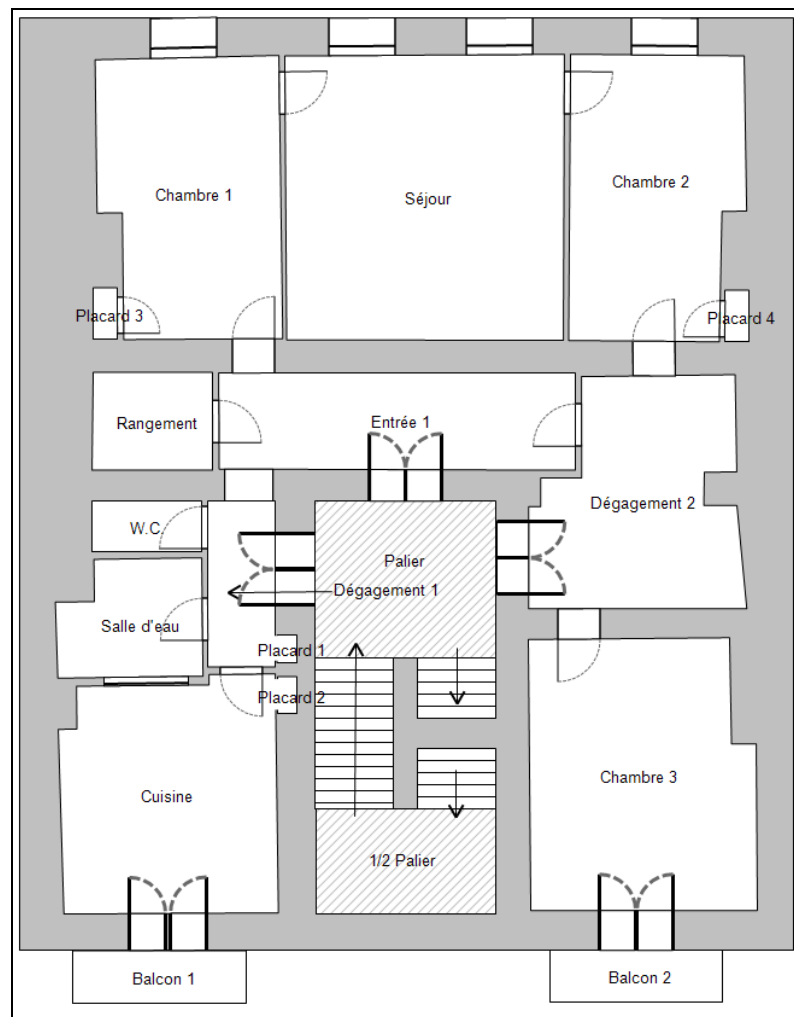 Chambre 1
Séjour
Chambre 2
Placard 3
Placard 4
Rangement
Entrée 1
Dégagement 2
W.C
Palier
Dégagement 1
Salle d'eau
Placard 1
Placard 2
Cuisine
Chambre 3
1/2 Palier
Balcon 1
Balcon 2